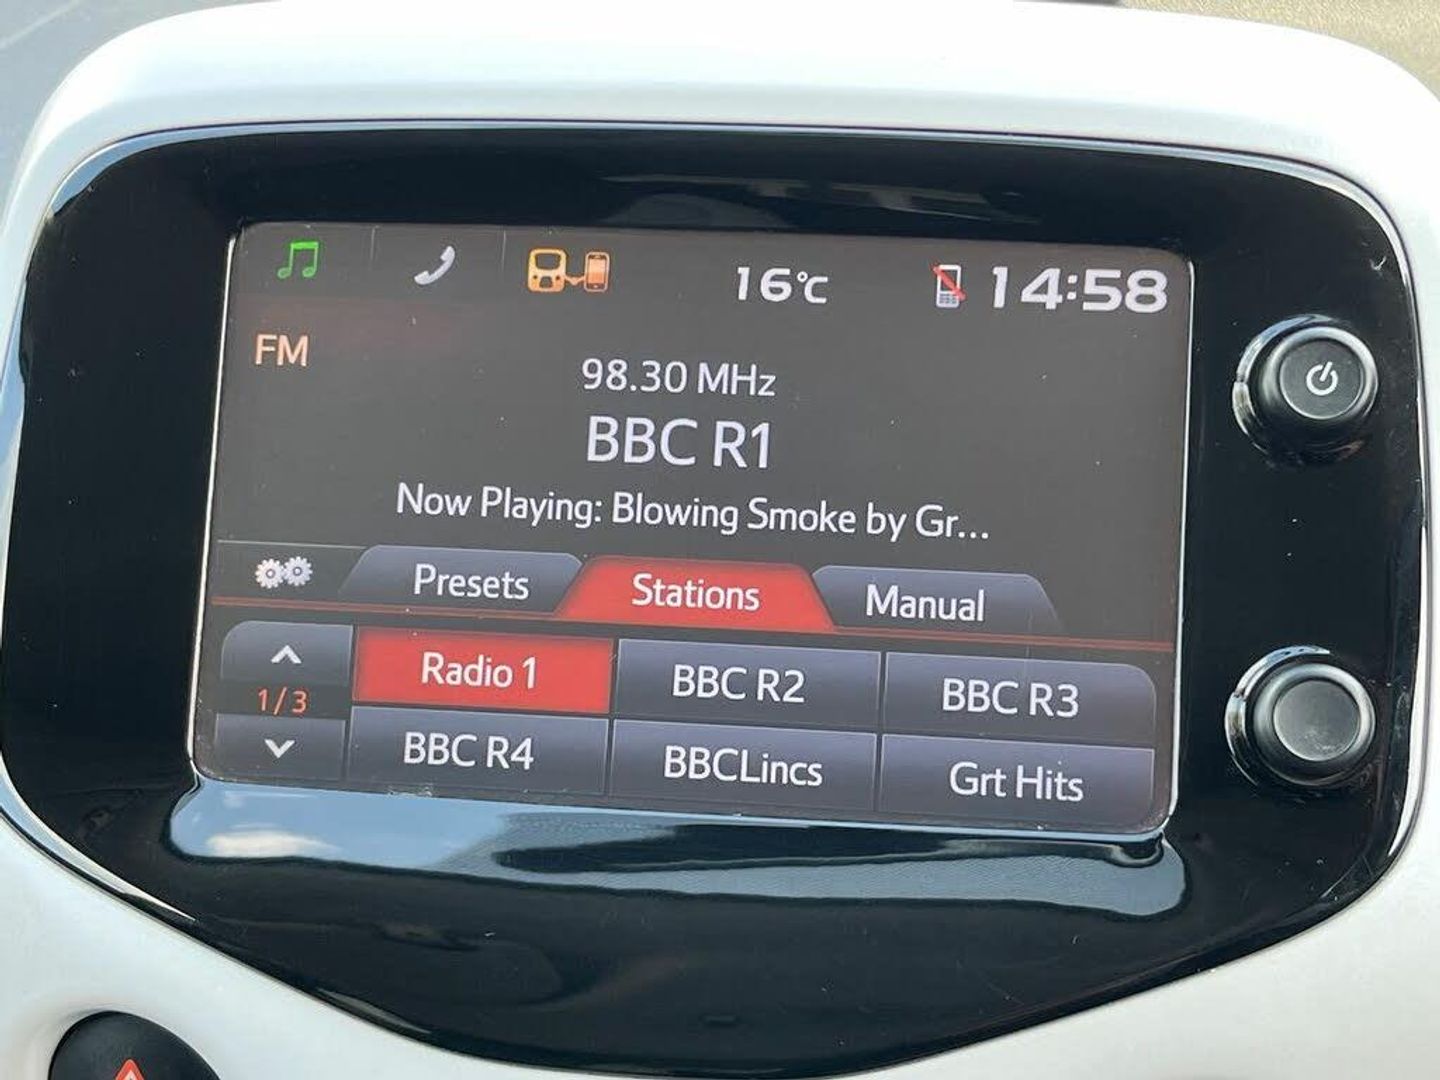 16°C 14:58
FM
98.30 MHz
BBC R1
Now Playing: Blowing Smoke by Gr...
Presets Stations Manual
1/3
Radio 1 BBC R2 BBC R3
BBC R4 BBCLincs Grt Hits